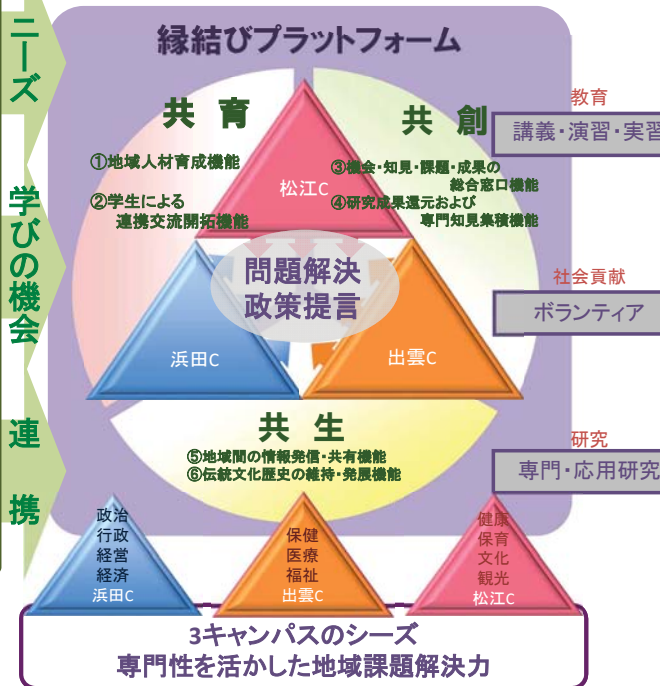 縁結びプラットフォーム
ニーズ
学びの機会
連携
共育
①地域人材育成機能
②学生による
連携交流開拓機能
共創
③機会・知見・課題・成果の
総合窓口機能
④研究成果還元および
専門知見集積機能
松江C
問題解決
政策提言
浜田C
出雲C
共生
⑤地域間の情報発信・共有機能
⑥伝統文化歴史の維持・発展機能
教育
講義・演習・実習
社会貢献
ボランティア
研究
専門・応用研究
政治
行政
経営
経済
浜田C
保健
医療
福祉
出雲C
健康
保育
文化
観光
松江C
3キャンパスのシーズ
専門性を活かした地域課題解決力